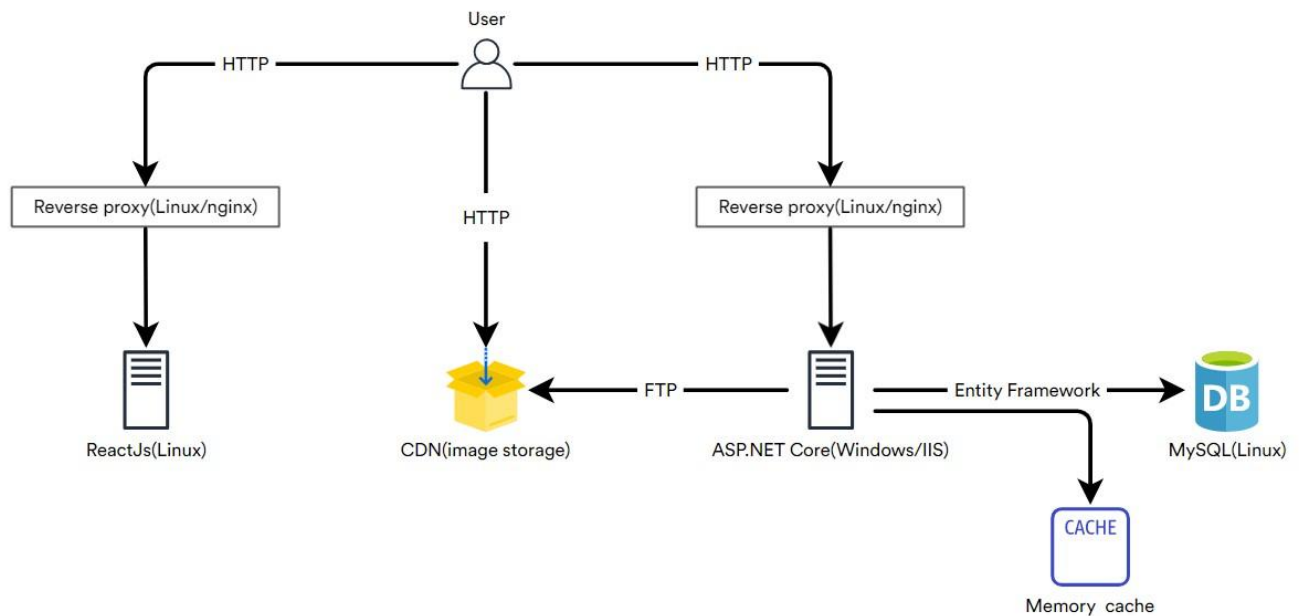 User
HTTP
HTTP
Reverse proxy(Linux/nginx)
HTTP
Reverse proxy(Linux/nginx)
FTP
Entity Framework
DB
ReactJs(Linux)
CDN(image storage)
ASP.NET Core(Windows/IIS)
MySQL(Linux)
CACHE
Memory cache